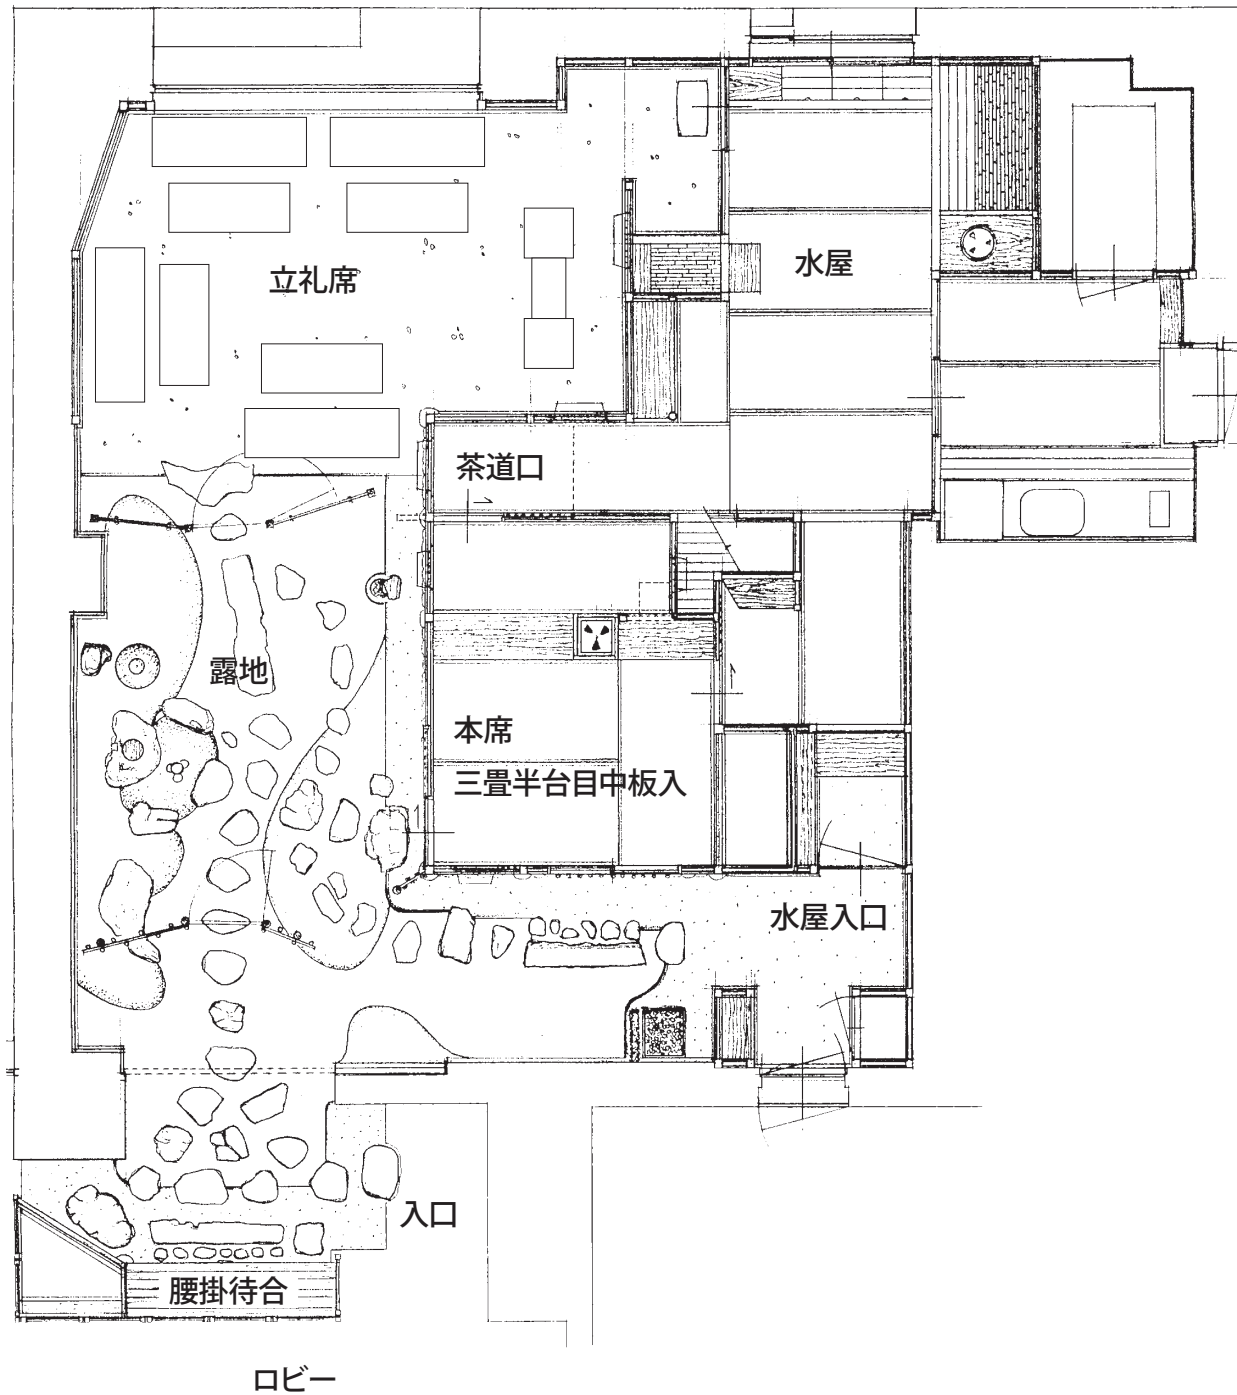 立礼席
水屋
茶道口
露地
本席
三畳半台目中板入
水屋入口
入口
腰掛待合
ロビー